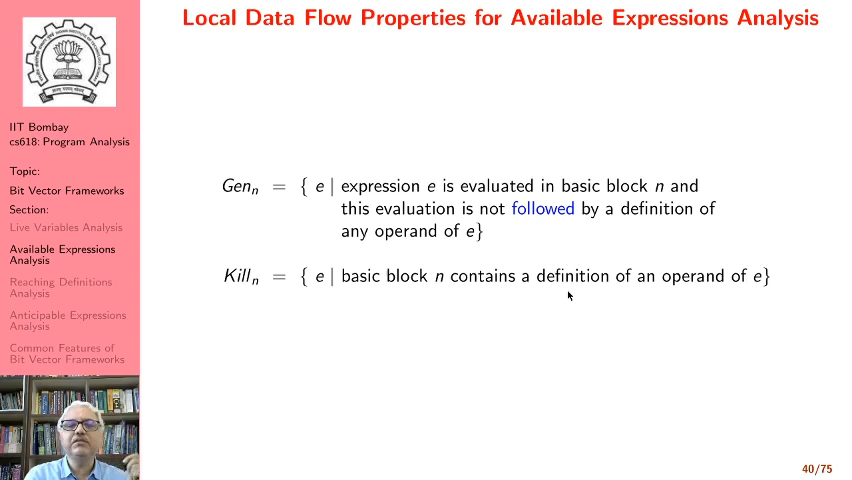 Local Data Flow Properties for Available Expressions Analysis
IIT Bombay
cs618: Program Analysis
Topic:
Bit Vector Frameworks
Section:
Live Variables Analysis
Available Expressions
Analysis
Reaching Definitions
Analysis
Anticipable Expressions
Analysis
Common Features of
Bit Vector Frameworks
Genₙ = { e | expression e is evaluated in basic block n and
this evaluation is not followed by a definition of
any operand of e}
Killₙ = { e | basic block n contains a definition of an operand of e}
40/75